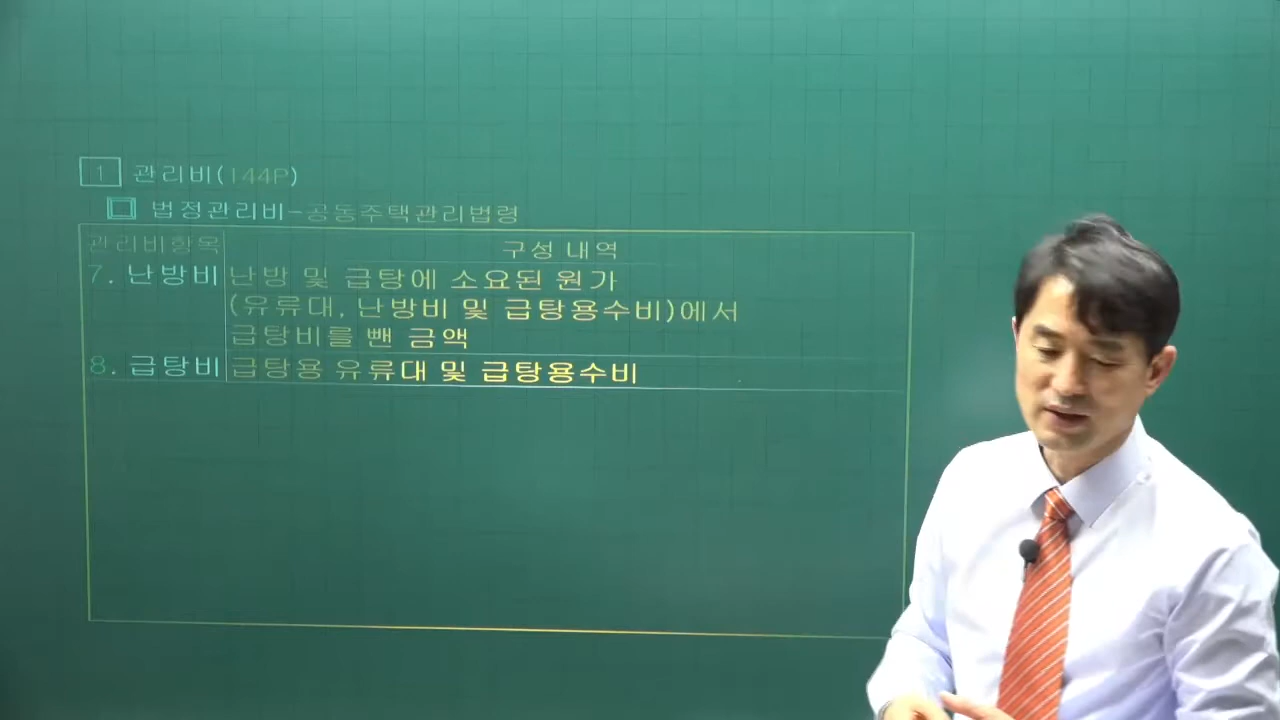 1 관리비(144P)
법정관리비-공동주택관리법령
관리비항목 구성 내역
7. 난방비 난방 및 급탕에 소요된 원가
(유류대, 난방비 및 급탕용수비)에서
급탕비를 뺀 금액
8. 급탕비 급탕용 유류대 및 급탕용수비